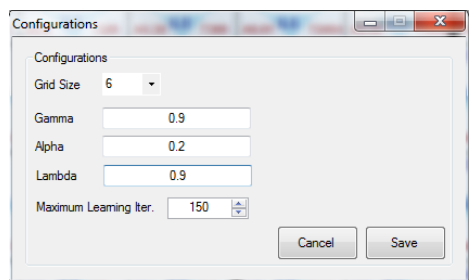 Configurations
Configurations
Grid Size 6
Gamma 0.9
Alpha 0.2
Lambda 0.9
Maximum Learning Iter. 150
Cancel Save